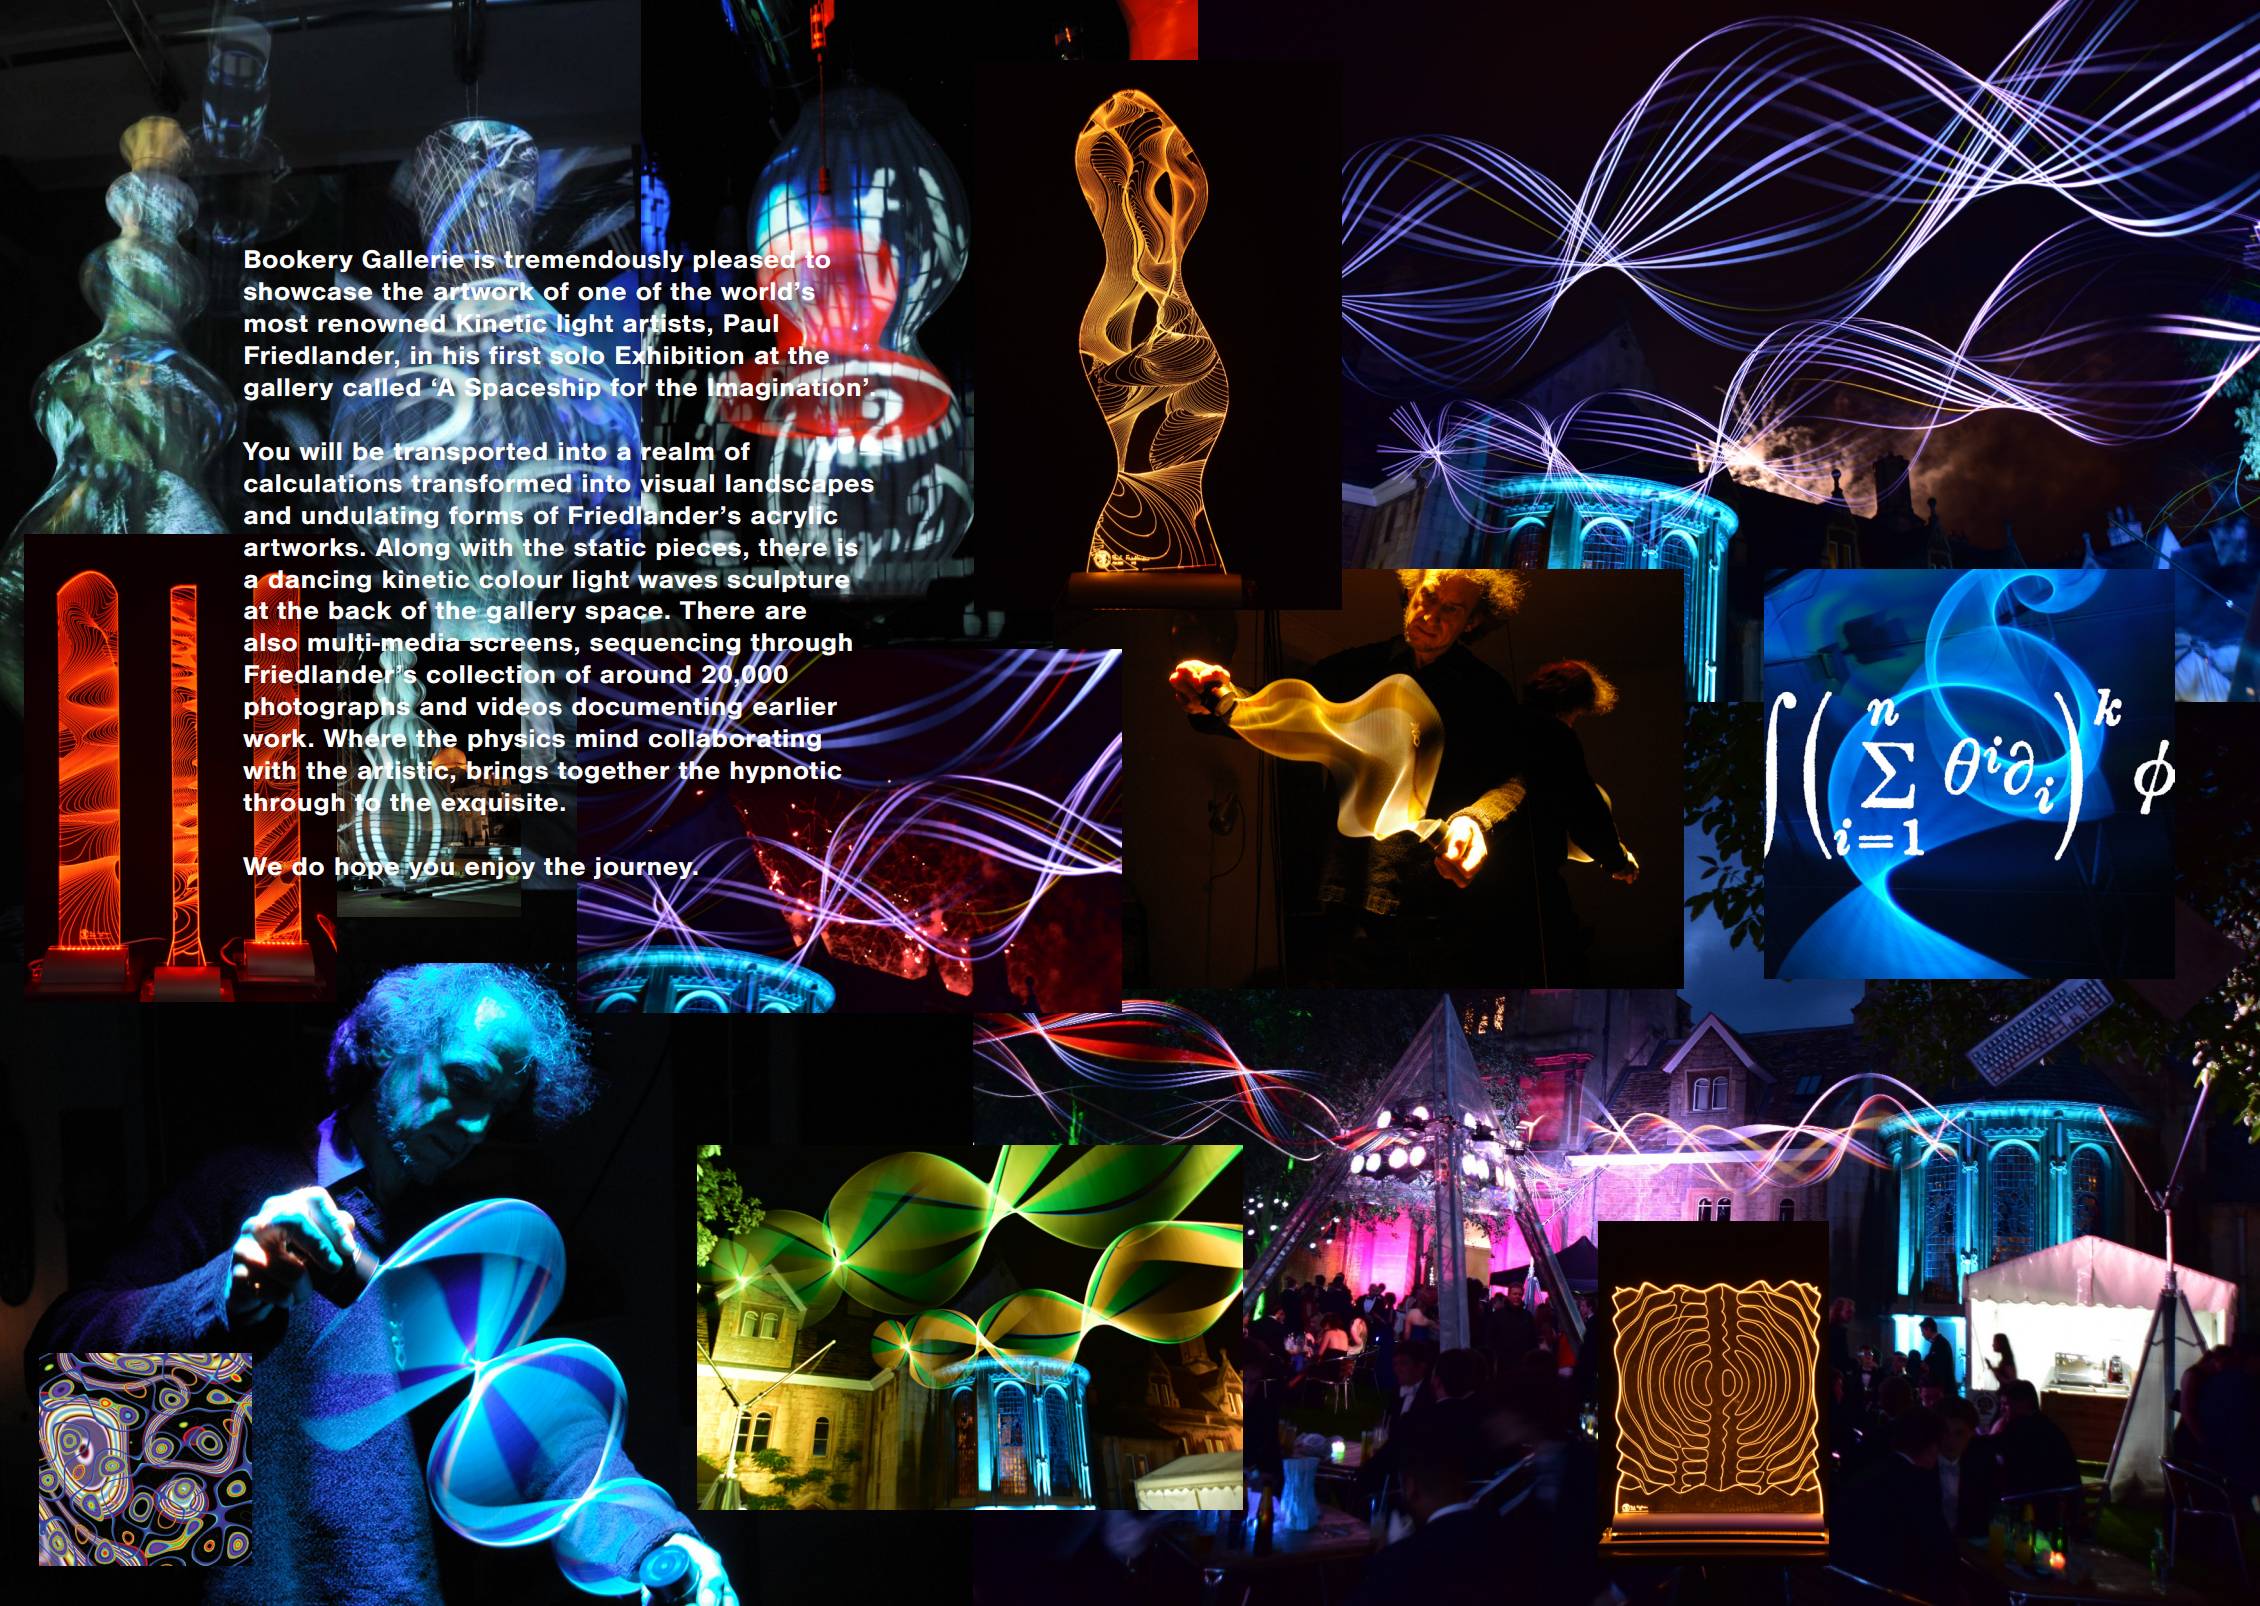 Bookery Gallerie is tremendously pleased to
showcase the artwork of one of the world’s
most renowned Kinetic light artists, Paul
Friedlander, in his first solo Exhibition at the
gallery called ‘A Spaceship for the Imagination’.
You will be transported into a realm of
calculations transformed into visual landscapes
and undulating forms of Friedlander’s acrylic
artworks. Along with the static pieces, there is
a dancing kinetic colour light waves sculpture
at the back of the gallery space. There are
also multi-media screens, sequencing through
Friedlander’s collection of around 20,000
photographs and videos documenting earlier
work. Where the physics mind collaborating
with the artistic, brings together the hypnotic
through to the exquisite.
We do hope you enjoy the journey.
∫(∑ⁿᵢ₌₁ θⁱ∂ᵢ)ᵏ ϕ
2
2